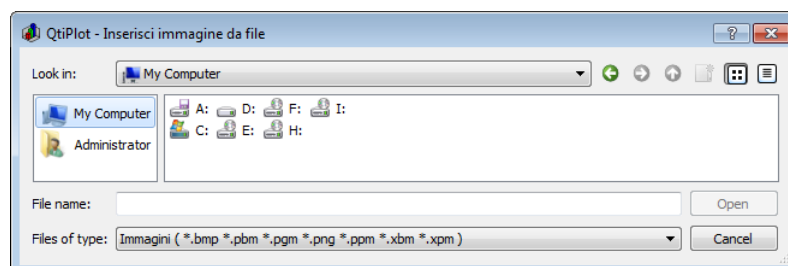 QtiPlot - Inserisci immagine da file
Look in: My Computer
My Computer
Administrator
A: D: F: I:
C: E: H:
File name: Open
Files of type: Immagini ( *.bmp *.pbm *.pgm *.png *.ppm *.xbm *.xpm ) Cancel